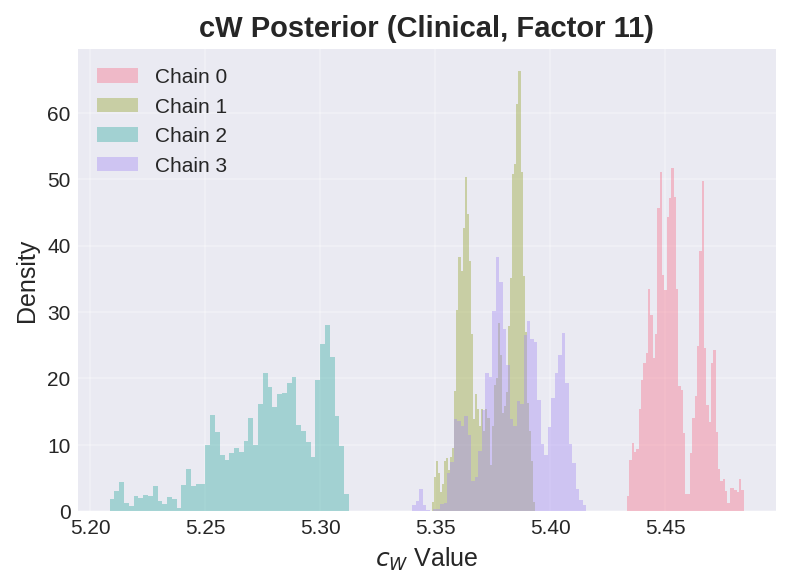 cW Posterior (Clinical, Factor 11)
Chain 0
Chain 1
Chain 2
Chain 3
Density
60
50
40
30
20
10
0
5.20 5.25 5.30 5.35 5.40 5.45
c_W Value